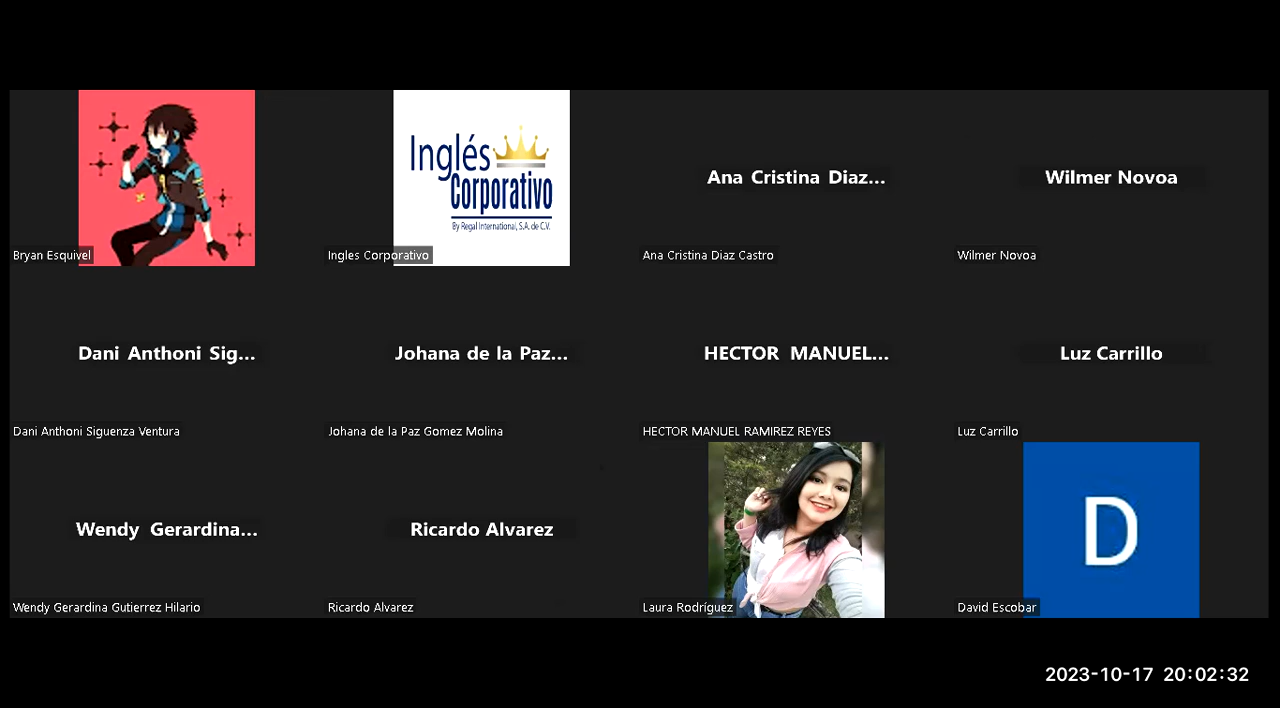 Inglés
Corporativo
By Regal International, S.A. de C.V.
Ana Cristina Diaz...
Wilmer Novoa
Bryan Esquivel
Ingles Corporativo
Ana Cristina Diaz Castro
Wilmer Novoa
Dani Anthoni Sig...
Johana de la Paz...
HECTOR MANUEL...
Luz Carrillo
Dani Anthoni Siguenza Ventura
Johana de la Paz Gomez Molina
HECTOR MANUEL RAMIREZ REYES
Luz Carrillo
Wendy Gerardina...
Ricardo Alvarez
D
Wendy Gerardina Gutierrez Hilario
Ricardo Alvarez
Laura Rodríguez
David Escobar
2023-10-17 20:02:32